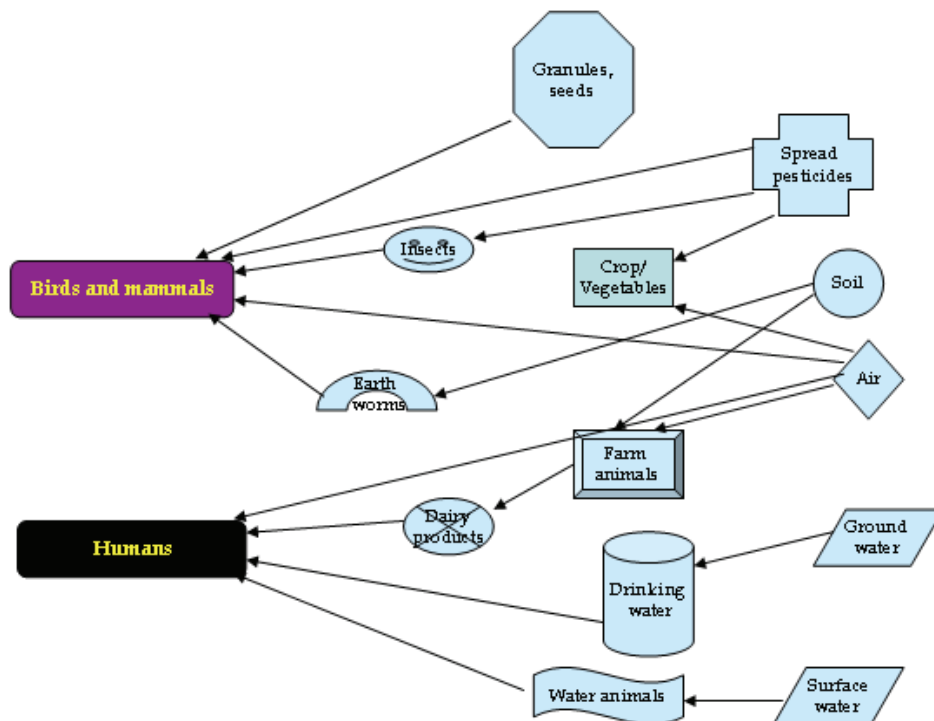 Granules,
seeds
Spread
pesticides
Insects
Crop/
Vegetables
Soil
Birds and mammals
Air
Earth
worms
Farm
animals
Dairy
products
Ground
water
Humans
Drinking
water
Water animals
Surface
water